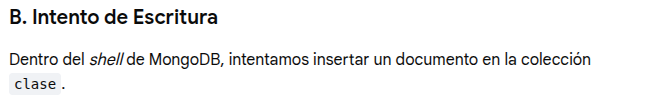 B. Intento de Escritura
Dentro del shell de MongoDB, intentamos insertar un documento en la colección
clase .